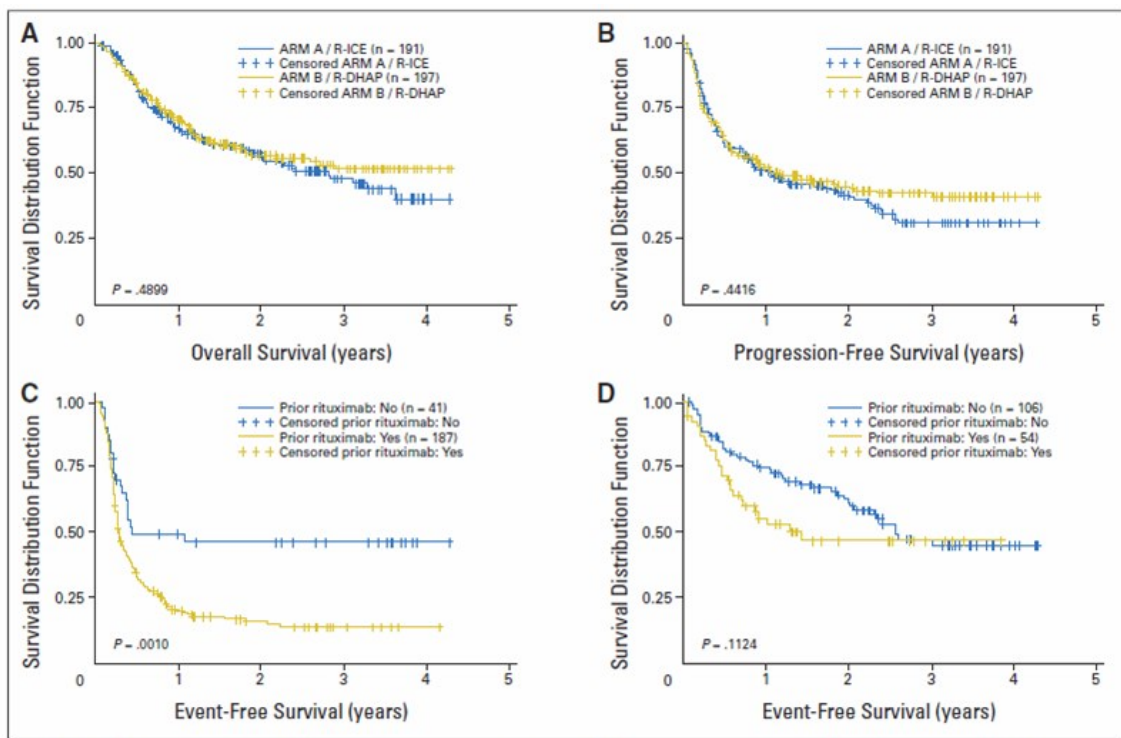 A
ARM A / R-ICE (n = 191)
Censored ARM A / R-ICE
ARM B / R-DHAP (n = 197)
Censored ARM B / R-DHAP
Survival Distribution Function
1.00
0.75
0.50
0.25
P = .4899
0 1 2 3 4 5
Overall Survival (years)
B
ARM A / R-ICE (n = 191)
Censored ARM A / R-ICE
ARM B / R-DHAP (n = 197)
Censored ARM B / R-DHAP
Survival Distribution Function
1.00
0.75
0.50
0.25
P = .4416
0 1 2 3 4 5
Progression-Free Survival (years)
C
Prior rituximab: No (n = 41)
Censored prior rituximab: No
Prior rituximab: Yes (n = 187)
Censored prior rituximab: Yes
Survival Distribution Function
1.00
0.75
0.50
0.25
P = .0010
0 1 2 3 4 5
Event-Free Survival (years)
D
Prior rituximab: No (n = 106)
Censored prior rituximab: No
Prior rituximab: Yes (n = 54)
Censored prior rituximab: Yes
Survival Distribution Function
1.00
0.75
0.50
0.25
P = .1124
0 1 2 3 4 5
Event-Free Survival (years)